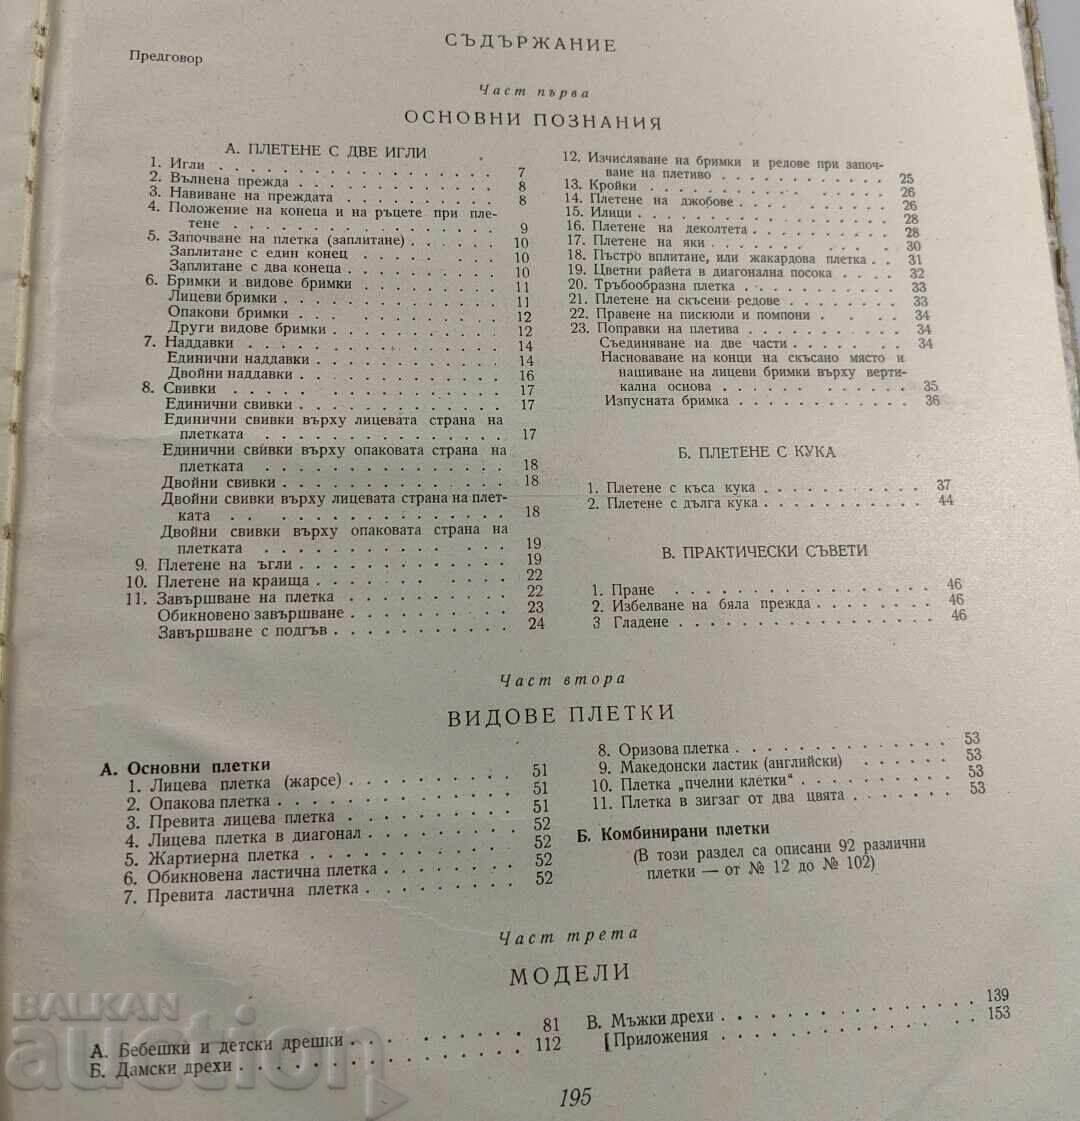 СЪДЪРЖАНИЕ
Предговор
Част първа
ОСНОВНИ ПОЗНАНИЯ
А. ПЛЕТЕНЕ С ДВЕ ИГЛИ
1. Игли . . . . . . . . . . 7
2. Вълнена прежда . . . . . . . . . . 8
3. Навиване на преждата . . . . . . . . . . 8
4. Положение на конеца и на ръцете при пле-
тене . . . . . . . . . . 9
5. Започване на плетка (заплитане) . . . . . . 10
Заплитане с един конец . . . . . . . . . 10
Заплитане с два конеца . . . . . . . . . 10
6. Бримки и видове бримки . . . . . . . . . 11
Лицеви бримки . . . . . . . . . . 11
Опакови бримки . . . . . . . . . . 12
Други видове бримки . . . . . . . . . . 12
7. Наддавки . . . . . . . . . . 14
Единични наддавки . . . . . . . . . . 14
Двойни наддавки . . . . . . . . . . 16
8. Свивки . . . . . . . . . . 17
Единични свивки . . . . . . . . . . 17
Единични свивки върху лицевата страна на
плетката . . . . . . . . . . 17
Единични свивки върху опаковата страна на
плетката . . . . . . . . . . 18
Двойни свивки . . . . . . . . . . 18
Двойни свивки върху лицевата страна на плет-
ката . . . . . . . . . . 18
Двойни свивки върху опаковата страна на
плетката . . . . . . . . . . 19
9. Плетене на ъгли . . . . . . . . . . 19
10. Плетене на краища . . . . . . . . . . 22
11. Завършване на плетка . . . . . . . . . . 22
Обикновено завършване . . . . . . . . . . 23
Завършване с подгъв . . . . . . . . . . 24
12. Изчисляване на бримки и редове при започ-
ване на плетиво . . . . . . . . . . 25
13. Кройки . . . . . . . . . . 26
14. Плетене на джобове . . . . . . . . . . 26
15. Илици . . . . . . . . . . 28
16. Плетене на деколтета . . . . . . . . . . 28
17. Плетене на яки . . . . . . . . . . 30
18. Пъстро вплитане, или жакардова плетка . . 31
19. Цветни райета в диагонална посока . . . . 32
20. Тръбообразна плетка . . . . . . . . . . 33
21. Плетене на скъсени редове . . . . . . . . 33
22. Правене на пискюли и помпони . . . . 34
23. Поправки на плетива . . . . . . . . . . 34
Съединяване на две части . . . . . . . . 34
Насноваване на конци на скъсано място и
нашиване на лицеви бримки върху верти-
кална основа . . . . . . . . . . 35
Изпусната бримка . . . . . . . . . . 36
Б. ПЛЕТЕНЕ С КУКА
1. Плетене с къса кука . . . . . . . . . . 37
2. Плетене с дълга кука . . . . . . . . . . 44
В. ПРАКТИЧЕСКИ СЪВЕТИ
1. Пране . . . . . . . . . . 46
2. Избелване на бяла прежда . . . . . . . . 46
3 Гладене . . . . . . . . . . 46
Част втора
ВИДОВЕ ПЛЕТКИ
А. Основни плетки
1. Лицева плетка (жарсе) . . . . . . . . . . 51
2. Опакова плетка . . . . . . . . . . 51
3. Превита лицева плетка . . . . . . . . . . 51
4. Лицева плетка в диагонал . . . . . . . . . 52
5. Жартиерна плетка . . . . . . . . . . 52
6. Обикновена ластична плетка . . . . . . . . 52
7. Превита ластична плетка . . . . . . . . . 52
8. Оризова плетка . . . . . . . . . . 53
9. Македонски ластик (английски) . . . . . . 53
10. Плетка „пчелни клетки“ . . . . . . . . . 53
11. Плетка в зигзаг от два цвята . . . . . . . 53
Б. Комбинирани плетки
(В този раздел са описани 92 различни
плетки — от № 12 до № 102)
Част трета
МОДЕЛИ
А. Бебешки и детски дрешки . . . . . . . . 81
Б. Дамски дрехи . . . . . . . . . . 112
В. Мъжки дрехи . . . . . . . . . . 139
[Приложения . . . . . . . . . . 153
195
BALKAN
auction